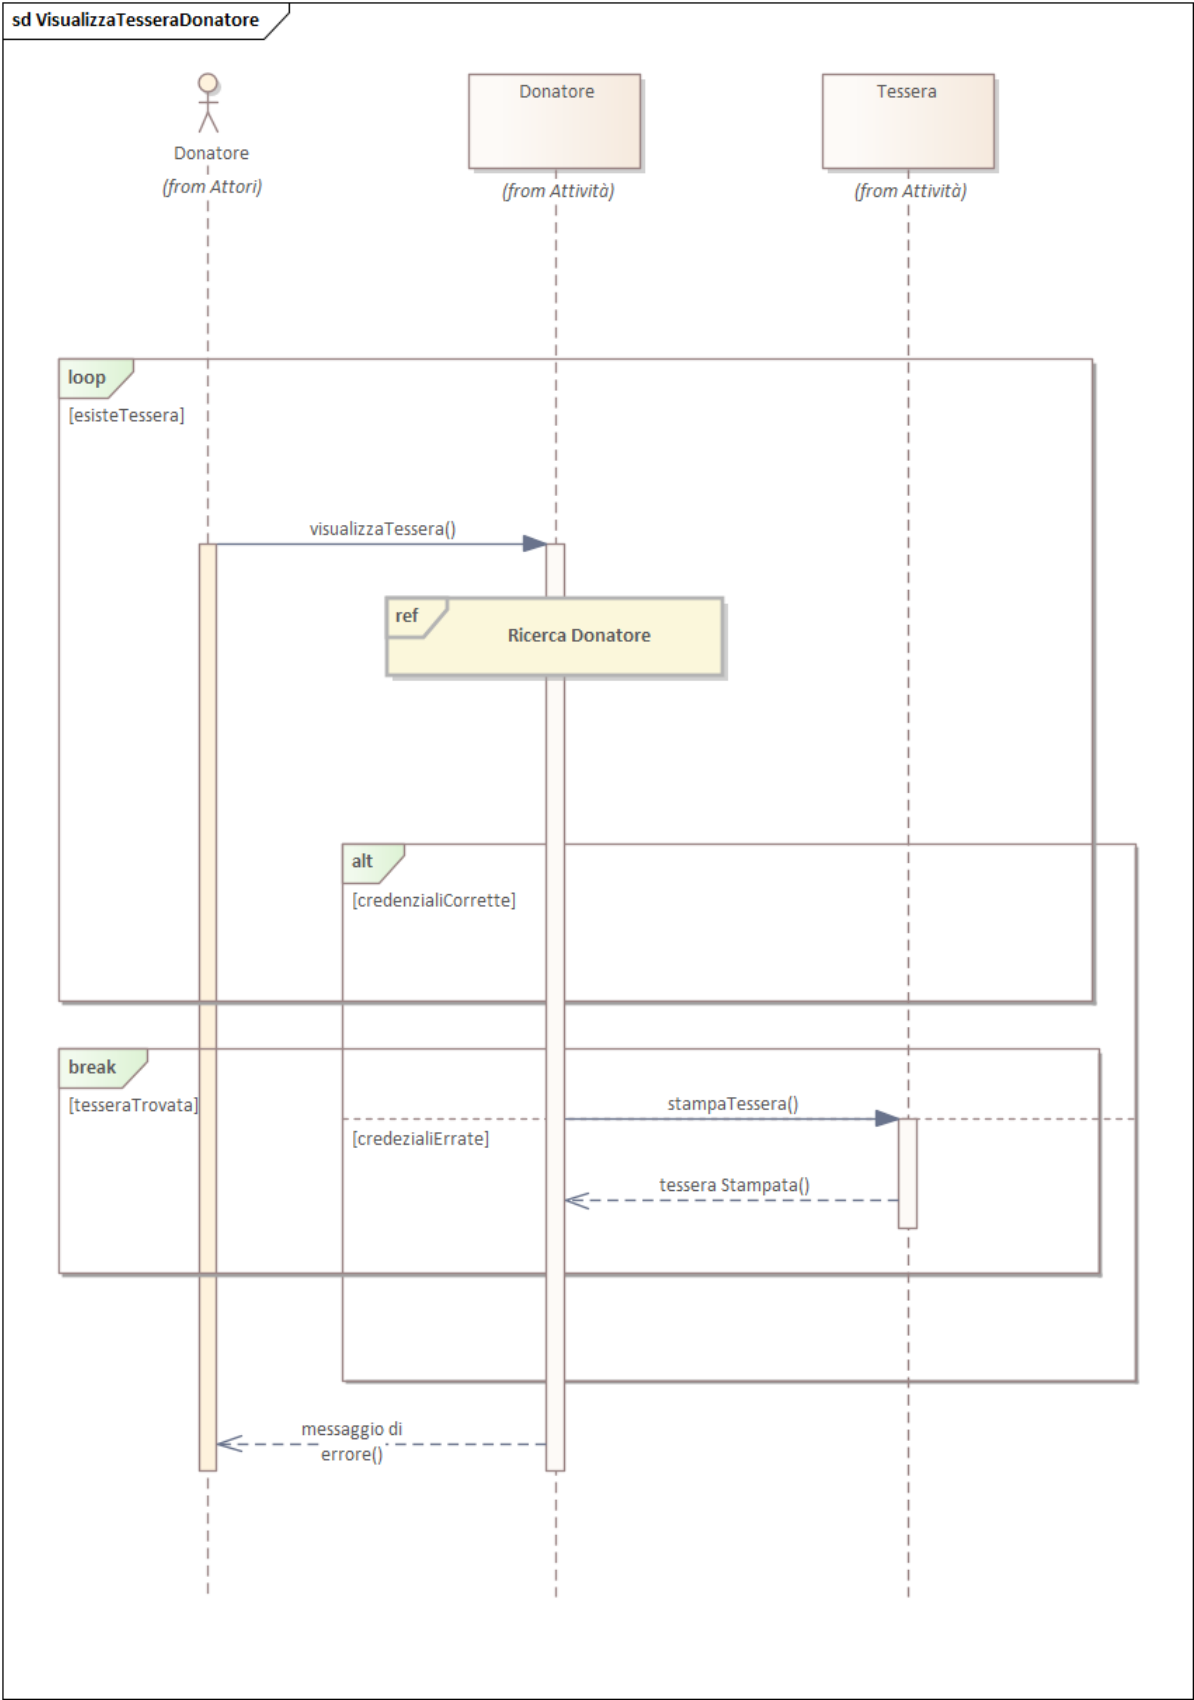 sd VisualizzaTesseraDonatore
Donatore
(from Attori)
Donatore
(from Attività)
Tessera
(from Attività)
loop
[esisteTessera]
visualizzaTessera()
ref
Ricerca Donatore
alt
[credenzialiCorrette]
break
[tesseraTrovata]
stampaTessera()
[credezialiErrate]
tessera Stampata()
messaggio di
errore()